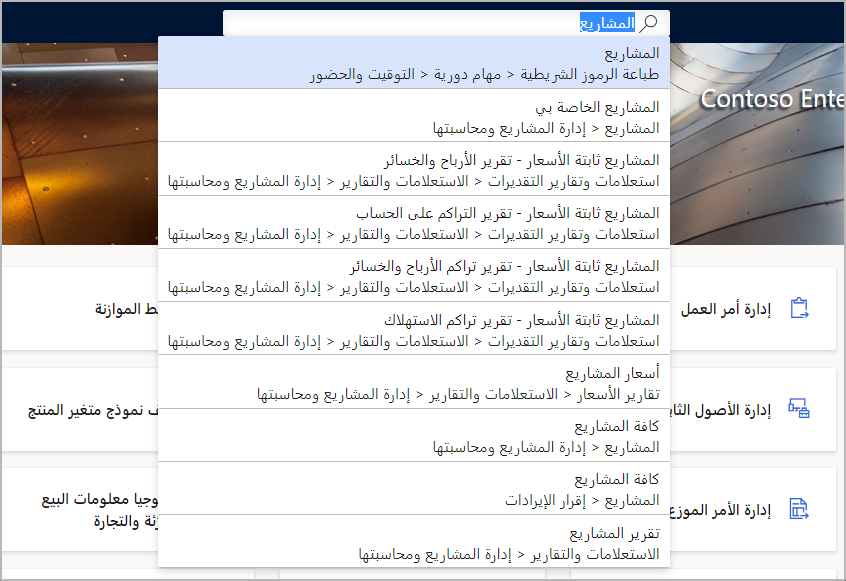 المشاريع
المشاريع
طباعة الرموز الشريطية < مهام دورية < التوقيت والحضور
المشاريع الخاصة بي
المشاريع < إدارة المشاريع ومحاسبتها
المشاريع ثابتة الأسعار - تقرير الأرباح والخسائر
استعلامات وتقارير التقديرات < الاستعلامات والتقارير < إدارة المشاريع ومحاسبتها
المشاريع ثابتة الأسعار - تقرير التراكم على الحساب
استعلامات وتقارير التقديرات < الاستعلامات والتقارير < إدارة المشاريع ومحاسبتها
المشاريع ثابتة الأسعار - تقرير تراكم الأرباح والخسائر
استعلامات وتقارير التقديرات < الاستعلامات والتقارير < إدارة المشاريع ومحاسبتها
المشاريع ثابتة الأسعار - تقرير تراكم الاستهلاك
استعلامات وتقارير التقديرات < الاستعلامات والتقارير < إدارة المشاريع ومحاسبتها
أسعار المشاريع
تقارير الأسعار < الاستعلامات والتقارير < إدارة المشاريع ومحاسبتها
كافة المشاريع
المشاريع < إدارة المشاريع ومحاسبتها
كافة المشاريع
المشاريع < إقرار الإيرادات
تقرير المشاريع
الاستعلامات والتقارير < إدارة المشاريع ومحاسبتها
Contoso
إدارة أمر العمل
الموازنة
إدارة الأصول
نموذج متغير المنتج
إدارة الأمر
معلومات البيع
والتجارة